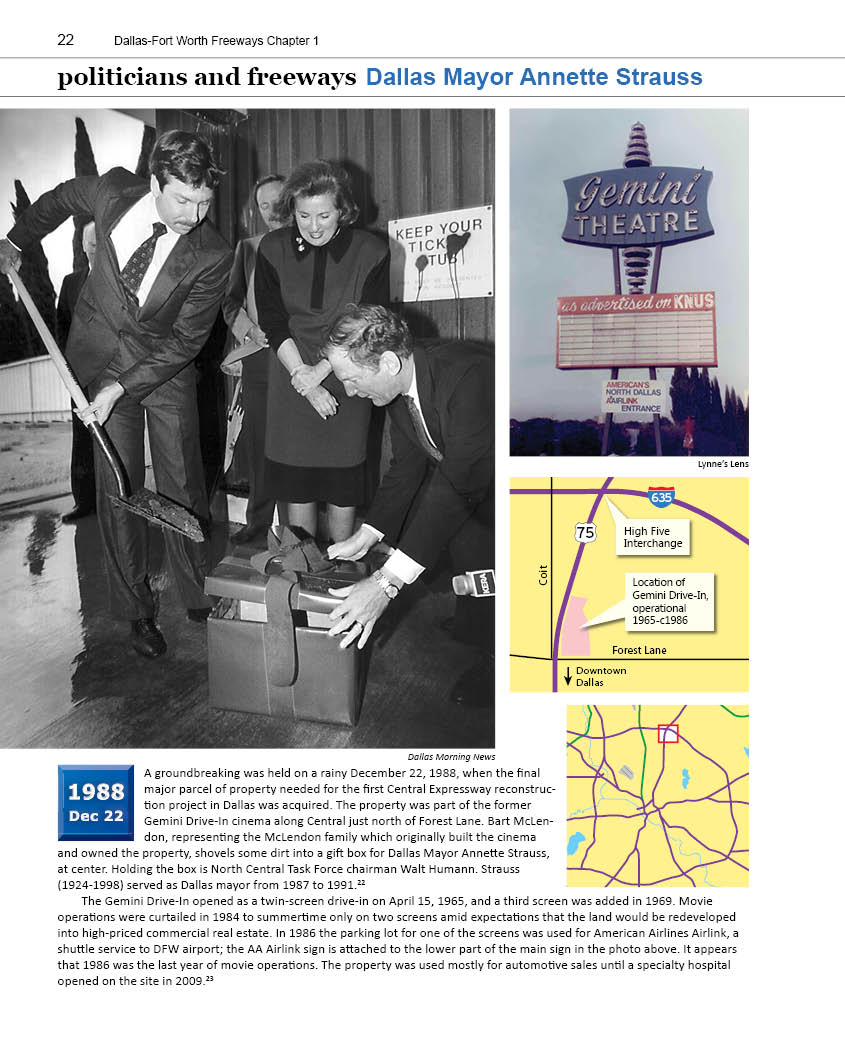 22 Dallas-Fort Worth Freeways Chapter 1
politicians and freeways Dallas Mayor Annette Strauss
KEEP YOUR
TICK
TUB
KERA
Gemini
THEATRE
as advertised on KNUS
AMERICAN'S
NORTH DALLAS
AIRLINK
ENTRANCE
Lynne's Lens
635
75
High Five
Interchange
Coit
Location of
Gemini Drive-In,
operational
1965-c1986
Forest Lane
Downtown
Dallas
Dallas Morning News
1988
Dec 22
A groundbreaking was held on a rainy December 22, 1988, when the final
major parcel of property needed for the first Central Expressway reconstruc-
tion project in Dallas was acquired. The property was part of the former
Gemini Drive-In cinema along Central just north of Forest Lane. Bart McLen-
don, representing the McLendon family which originally built the cinema
and owned the property, shovels some dirt into a gift box for Dallas Mayor Annette Strauss,
at center. Holding the box is North Central Task Force chairman Walt Humann. Strauss
(1924-1998) served as Dallas mayor from 1987 to 1991.²²
The Gemini Drive-In opened as a twin-screen drive-in on April 15, 1965, and a third screen was added in 1969. Movie
operations were curtailed in 1984 to summertime only on two screens amid expectations that the land would be redeveloped
into high-priced commercial real estate. In 1986 the parking lot for one of the screens was used for American Airlines Airlink, a
shuttle service to DFW airport; the AA Airlink sign is attached to the lower part of the main sign in the photo above. It appears
that 1986 was the last year of movie operations. The property was used mostly for automotive sales until a specialty hospital
opened on the site in 2009.²³